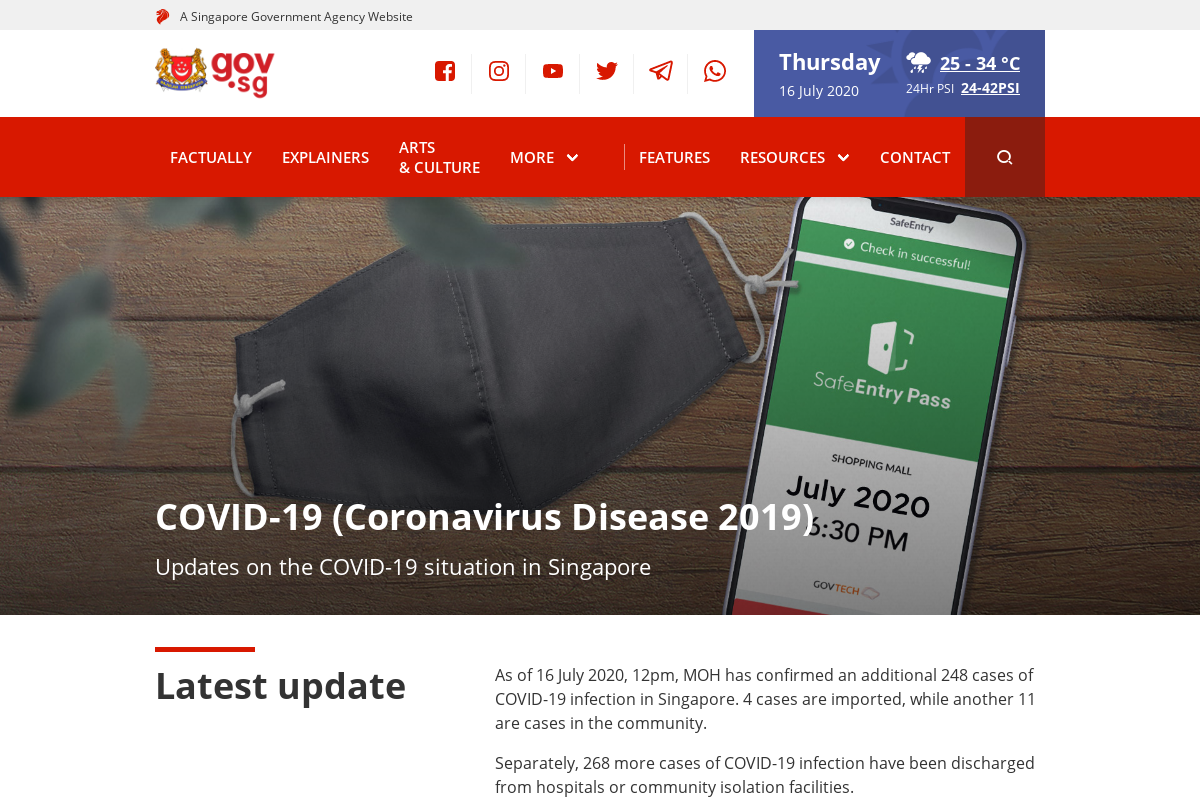 A Singapore Government Agency Website
gov
.sg
Thursday
16 July 2020
25 - 34 °C
24Hr PSI 24-42PSI
FACTUALLY
EXPLAINERS
ARTS
& CULTURE
MORE
FEATURES
RESOURCES
CONTACT
SafeEntry
Check in successful!
SafeEntry Pass
SHOPPING MALL
July 2020
6:30 PM
GOVTECH
COVID-19 (Coronavirus Disease 2019)
Updates on the COVID-19 situation in Singapore
Latest update
As of 16 July 2020, 12pm, MOH has confirmed an additional 248 cases of
COVID-19 infection in Singapore. 4 cases are imported, while another 11
are cases in the community.
Separately, 268 more cases of COVID-19 infection have been discharged
from hospitals or community isolation facilities.